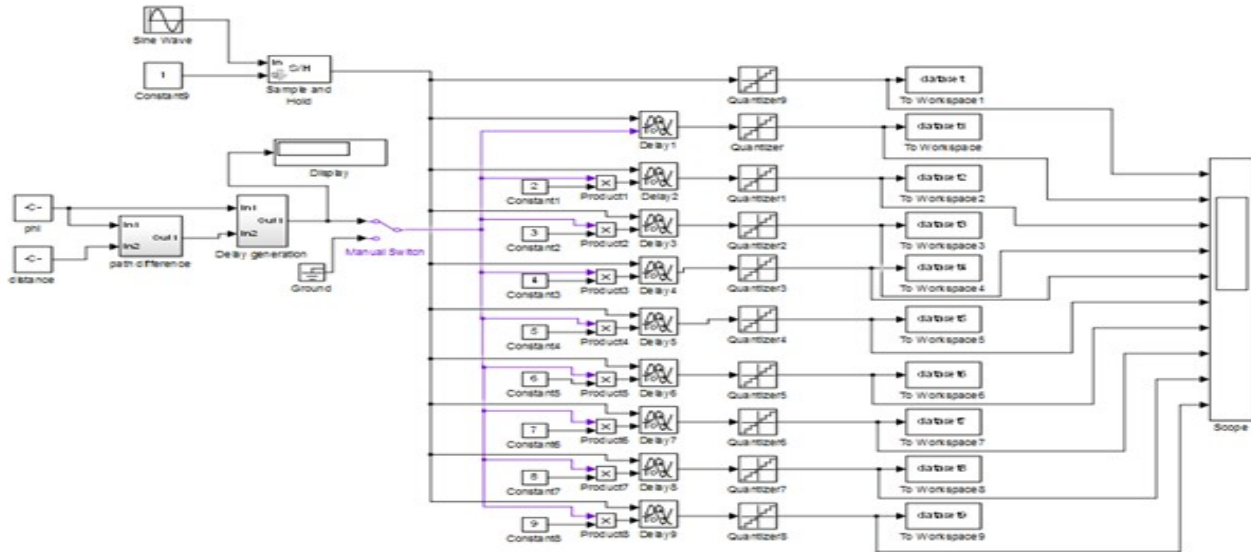 Sine Wave
1
Constant9
In
S/H
Sample and
Hold
Display
-C-
phi
-C-
distance
In1
In2
Out1
path difference
In1
In2
Out1
Delay generation
Ground
Manual Switch
Quantizer9
dataset
To Workspace1
Delay1
Quantizer
To Workspace
2
Constant1
Product1
Delay2
Quantizer1
dataset2
To Workspace2
3
Constant2
Product2
Delay3
Quantizer2
dataset3
To Workspace3
4
Constant3
Product3
Delay4
Quantizer3
dataset4
To Workspace4
5
Constant4
Product4
Delay5
Quantizer4
dataset5
To Workspace5
6
Constant5
Product5
Delay6
Quantizer5
dataset6
To Workspace6
7
Constant6
Product6
Delay7
Quantizer6
dataset7
To Workspace7
8
Constant7
Product7
Delay8
Quantizer7
dataset8
To Workspace8
9
Constant8
Product8
Delay9
Quantizer8
dataset9
To Workspace9
Scope